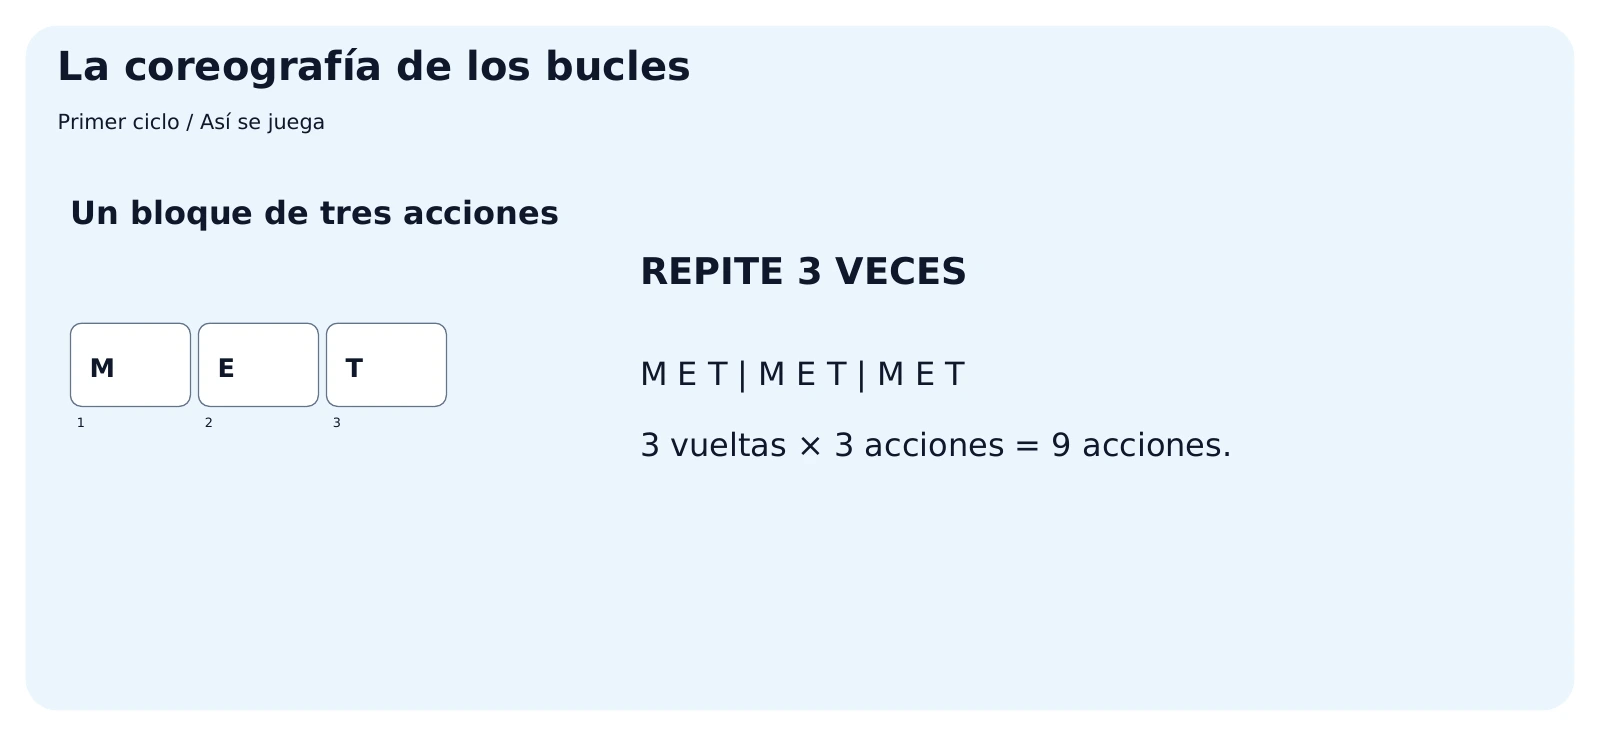 La coreografía de los bucles
Primer ciclo / Así se juega
Un bloque de tres acciones
REPITE 3 VECES
M E T
1 2 3
M E T | M E T | M E T
3 vueltas × 3 acciones = 9 acciones.